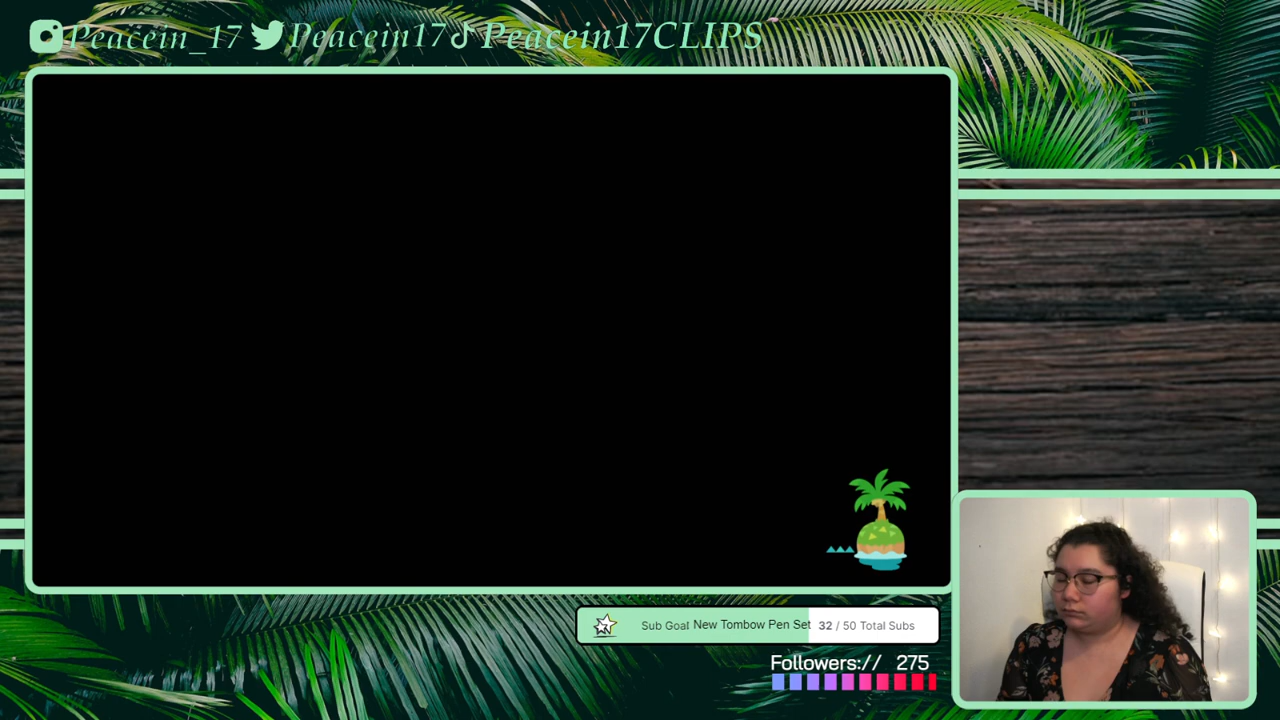 Peacein_17 Peacein17 Peacein17CLIPS
Sub Goal New Tombow Pen Set 32 / 50 Total Subs
Followers:// 275